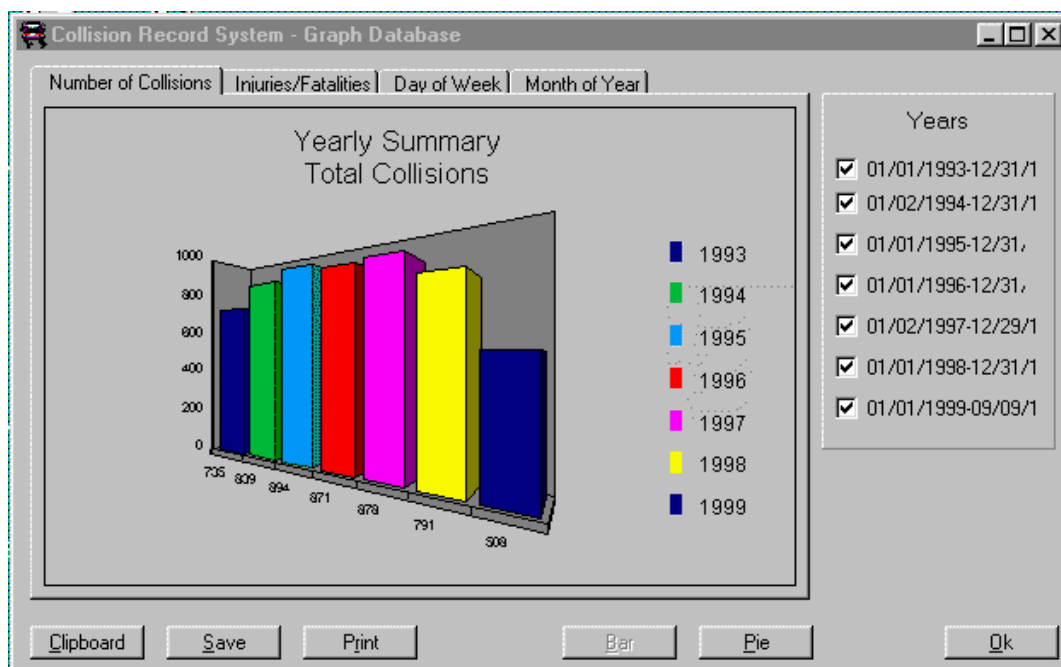 Collision Record System - Graph Database
Number of Collisions Injuries/Fatalities Day of Week Month of Year
Yearly Summary
Total Collisions
1000
800
600
400
200
0
735 839 894 871 878 791 508
1993
1994
1995
1996
1997
1998
1999
Years
01/01/1993-12/31/1
01/02/1994-12/31/1
01/01/1995-12/31/
01/01/1996-12/31/
01/02/1997-12/29/1
01/01/1998-12/31/1
01/01/1999-09/09/1
Clipboard Save Print Bar Pie Ok